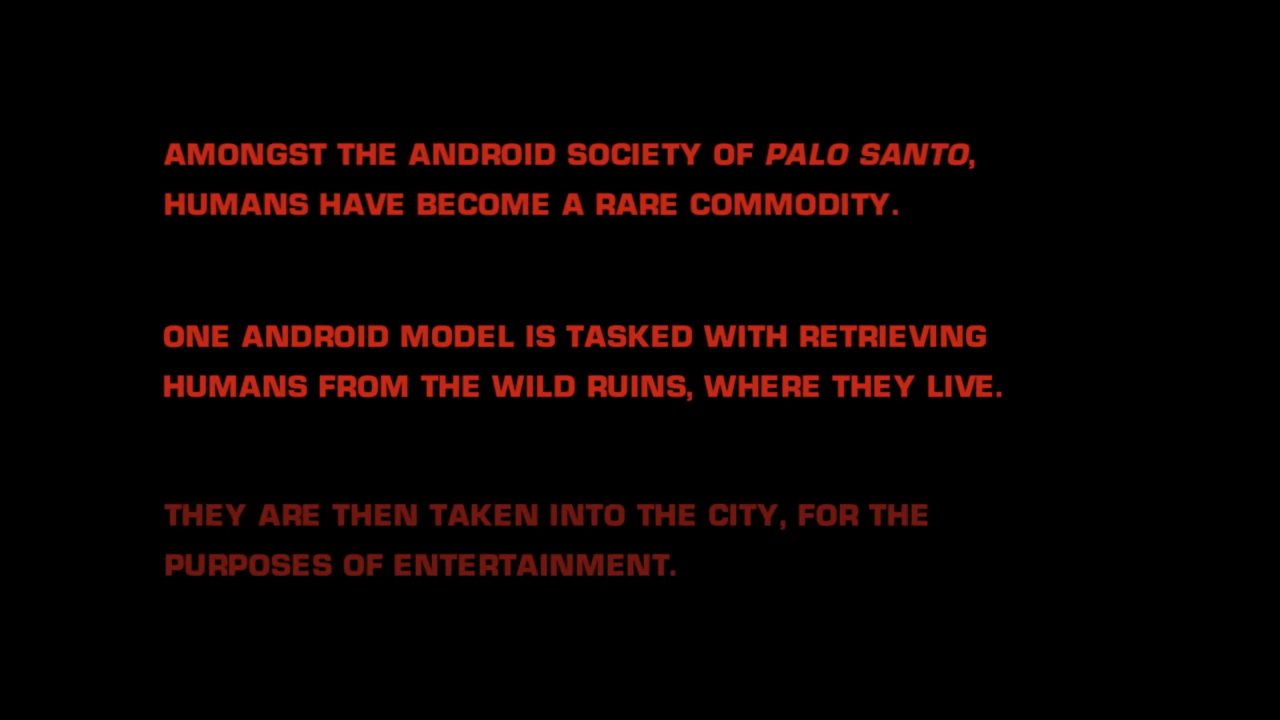 AMONGST THE ANDROID SOCIETY OF PALO SANTO,
HUMANS HAVE BECOME A RARE COMMODITY.
ONE ANDROID MODEL IS TASKED WITH RETRIEVING
HUMANS FROM THE WILD RUINS, WHERE THEY LIVE.
THEY ARE THEN TAKEN INTO THE CITY, FOR THE
PURPOSES OF ENTERTAINMENT.